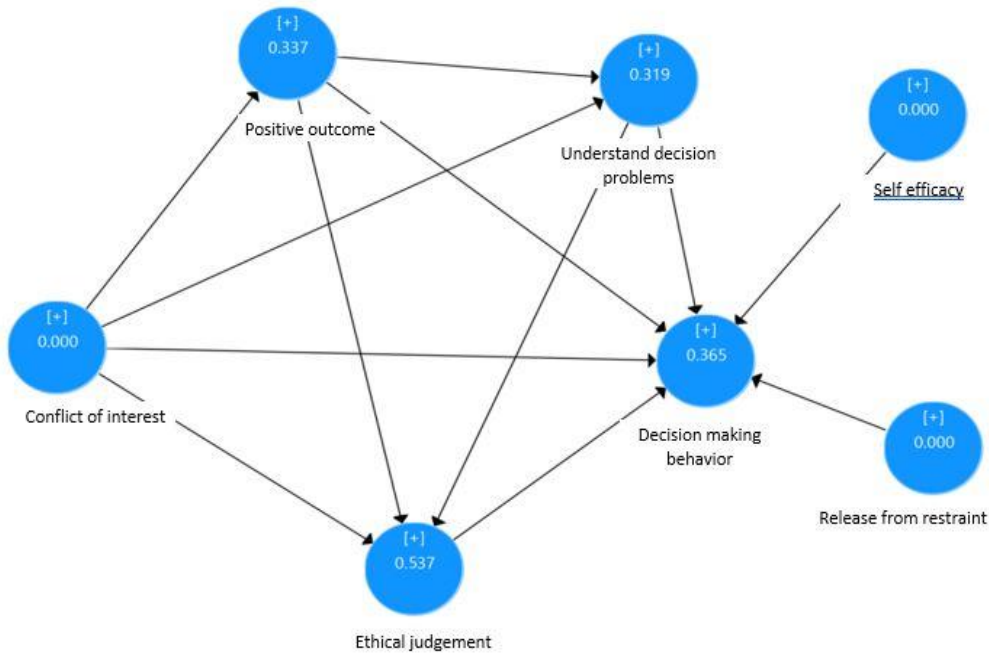 [+]
0.337
Positive outcome
[+]
0.319
Understand decision
problems
[+]
0.000
Self efficacy
[+]
0.000
Conflict of interest
[+]
0.365
Decision making
behavior
[+]
0.000
Release from restraint
[+]
0.537
Ethical judgement